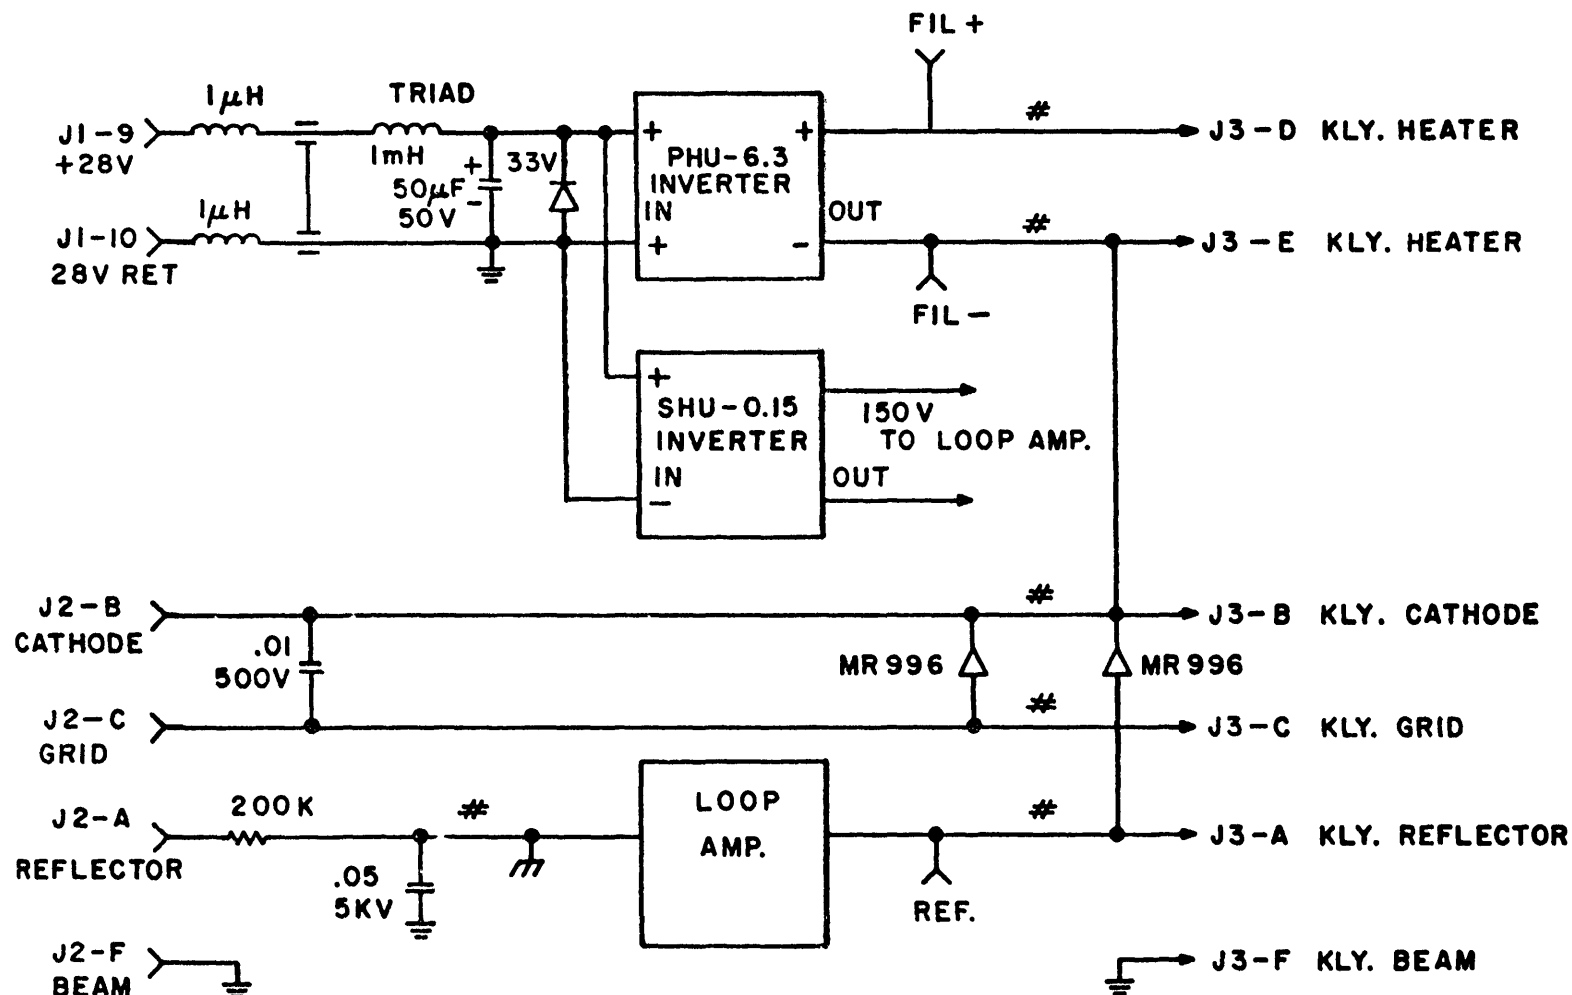 FIL +
1μH
TRIAD
J1-9
+28V
1mH
+
50μF
50V
-
33V
+ +
PHU-6.3
INVERTER
IN
OUT
+ -
#
J3-D KLY. HEATER
1μH
J1-10
28V RET
#
J3-E KLY. HEATER
FIL -
+
SHU-0.15
INVERTER
IN
-
150V
TO LOOP AMP.
OUT
J2-B
CATHODE
.01
500V
#
J3-B KLY. CATHODE
MR996
MR996
J2-C
GRID
#
J3-C KLY. GRID
J2-A
REFLECTOR
200K
#
.05
5KV
LOOP
AMP.
#
J3-A KLY. REFLECTOR
REF.
J2-F
BEAM
J3-F KLY. BEAM